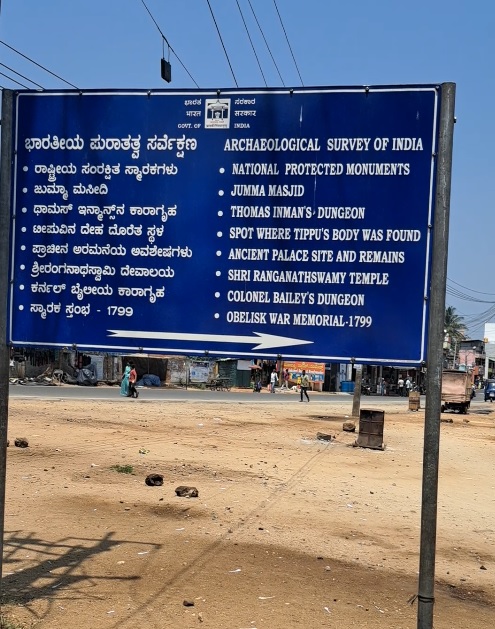 ಭಾರತ ಸರಕಾರ
भारत सरकार
GOVT. OF INDIA
ಭಾರತೀಯ ಪುರಾತತ್ವ ಸರ್ವೆಕ್ಷಣ
• ರಾಷ್ಟ್ರೀಯ ಸಂರಕ್ಷಿತ ಸ್ಮಾರಕಗಳು
• ಜುಮ್ಮಾ ಮಸೀದಿ
• ಥಾಮಸ್ ಇನ್ಮಾನ್‌ನ ಕಾರಾಗೃಹ
• ಟೀಪುವಿನ ದೇಹ ದೊರೆತ ಸ್ಥಳ
• ಪ್ರಾಚೀನ ಅರಮನೆಯ ಅವಶೇಷಗಳು
• ಶ್ರೀರಂಗನಾಥಸ್ವಾಮಿ ದೇವಾಲಯ
• ಕರ್ನಲ್ ಬೈಲೀಯ ಕಾರಾಗೃಹ
• ಸ್ಮಾರಕ ಸ್ತಂಭ - 1799
ARCHAEOLOGICAL SURVEY OF INDIA
• NATIONAL PROTECTED MONUMENTS
• JUMMA MASJID
• THOMAS INMAN'S DUNGEON
• SPOT WHERE TIPPU'S BODY WAS FOUND
• ANCIENT PALACE SITE AND REMAINS
• SHRI RANGANATHSWAMY TEMPLE
• COLONEL BAILEY'S DUNGEON
• OBELISK WAR MEMORIAL-1799